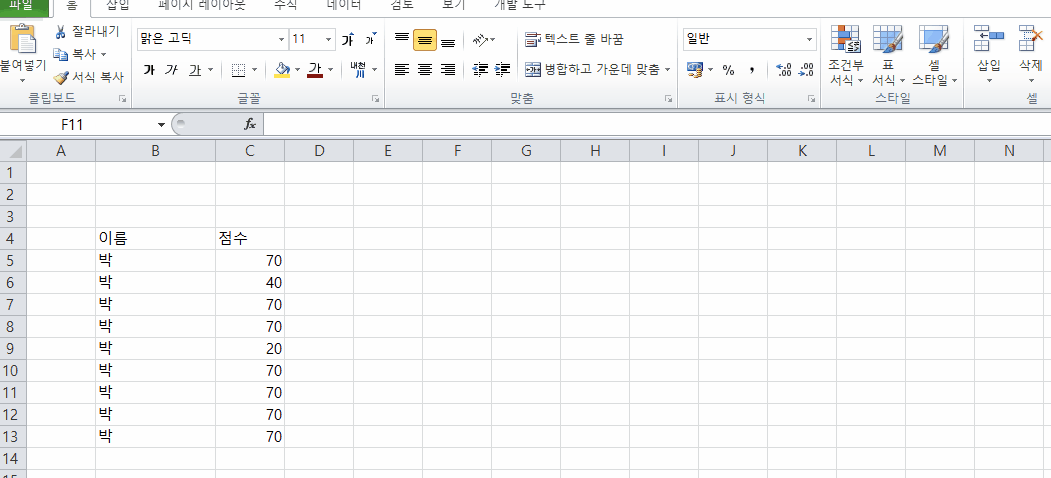 파일 홈 삽입 페이지 레이아웃 수식 데이터 검토 보기 개발 도구
잘라내기
복사
서식 복사
붙여넣기
클립보드
맑은 고딕 11 가 가
가 가 가 가 내천
글꼴
텍스트 줄 바꿈
병합하고 가운데 맞춤
맞춤
일반
% , .00 .00
표시 형식
조건부 서식
표 서식
셀 스타일
스타일
삽입 삭제
셀
F11 fx
A B C D E F G H I J K L M N
1
2
3
4 이름 점수
5 박 70
6 박 40
7 박 70
8 박 70
9 박 20
10 박 70
11 박 70
12 박 70
13 박 70
14
15